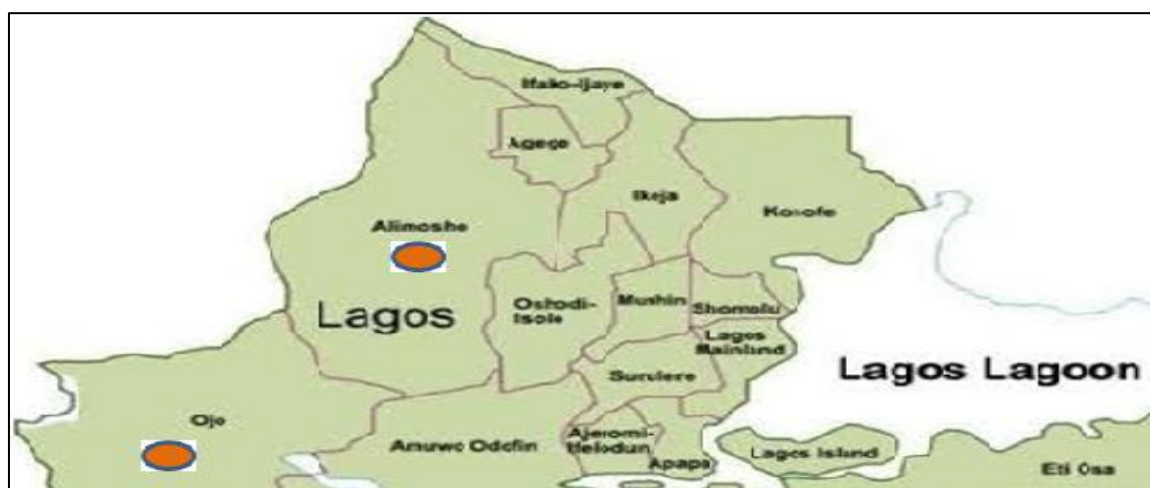 Ifako-Ijaye
Agege
Ikeja
Kosofe
Alimosho
Oshodi-
Isolo
Mushin
Shomolu
Lagos
Lagos
Mainland
Surulere
Lagos Lagoon
Ojo
Amuwo Odofin
Ajeromi-
Ifelodun
Apapa
Lagos Island
Eti Osa